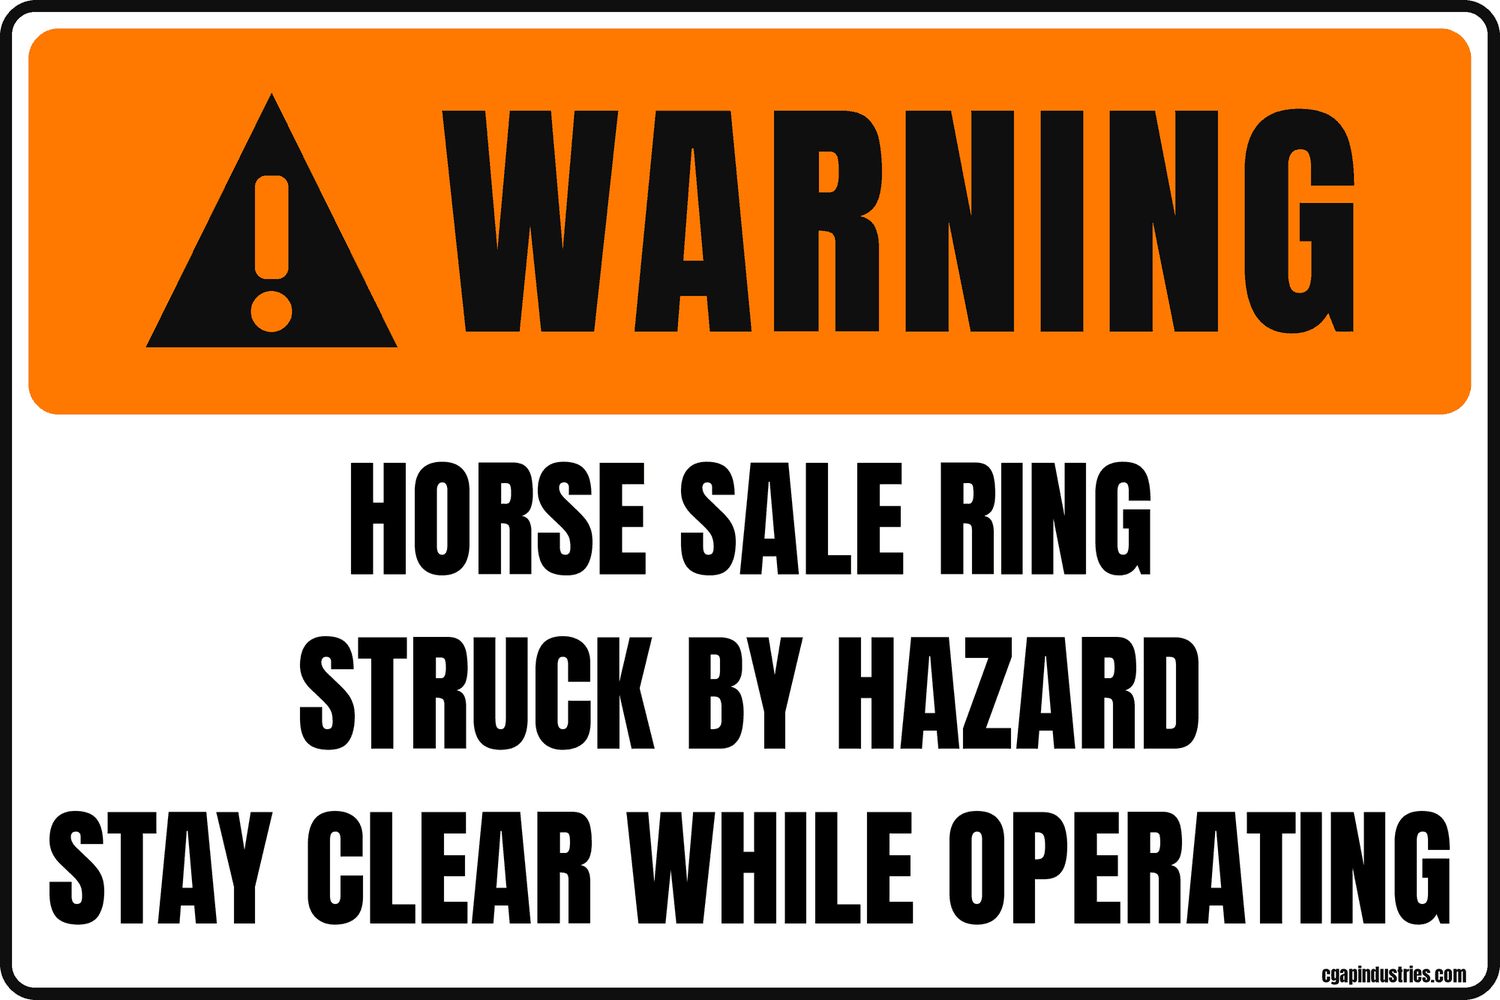 WARNING
HORSE SALE RING
STRUCK BY HAZARD
STAY CLEAR WHILE OPERATING
cgapindustries.com